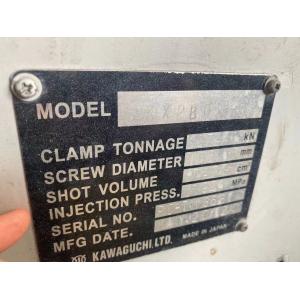 MODEL
CLAMP TONNAGE kN
SCREW DIAMETER mm
SHOT VOLUME cm
INJECTION PRESS. MPa
SERIAL NO.
MFG DATE.
KAWAGUCHI, LTD. MADE IN JAPAN